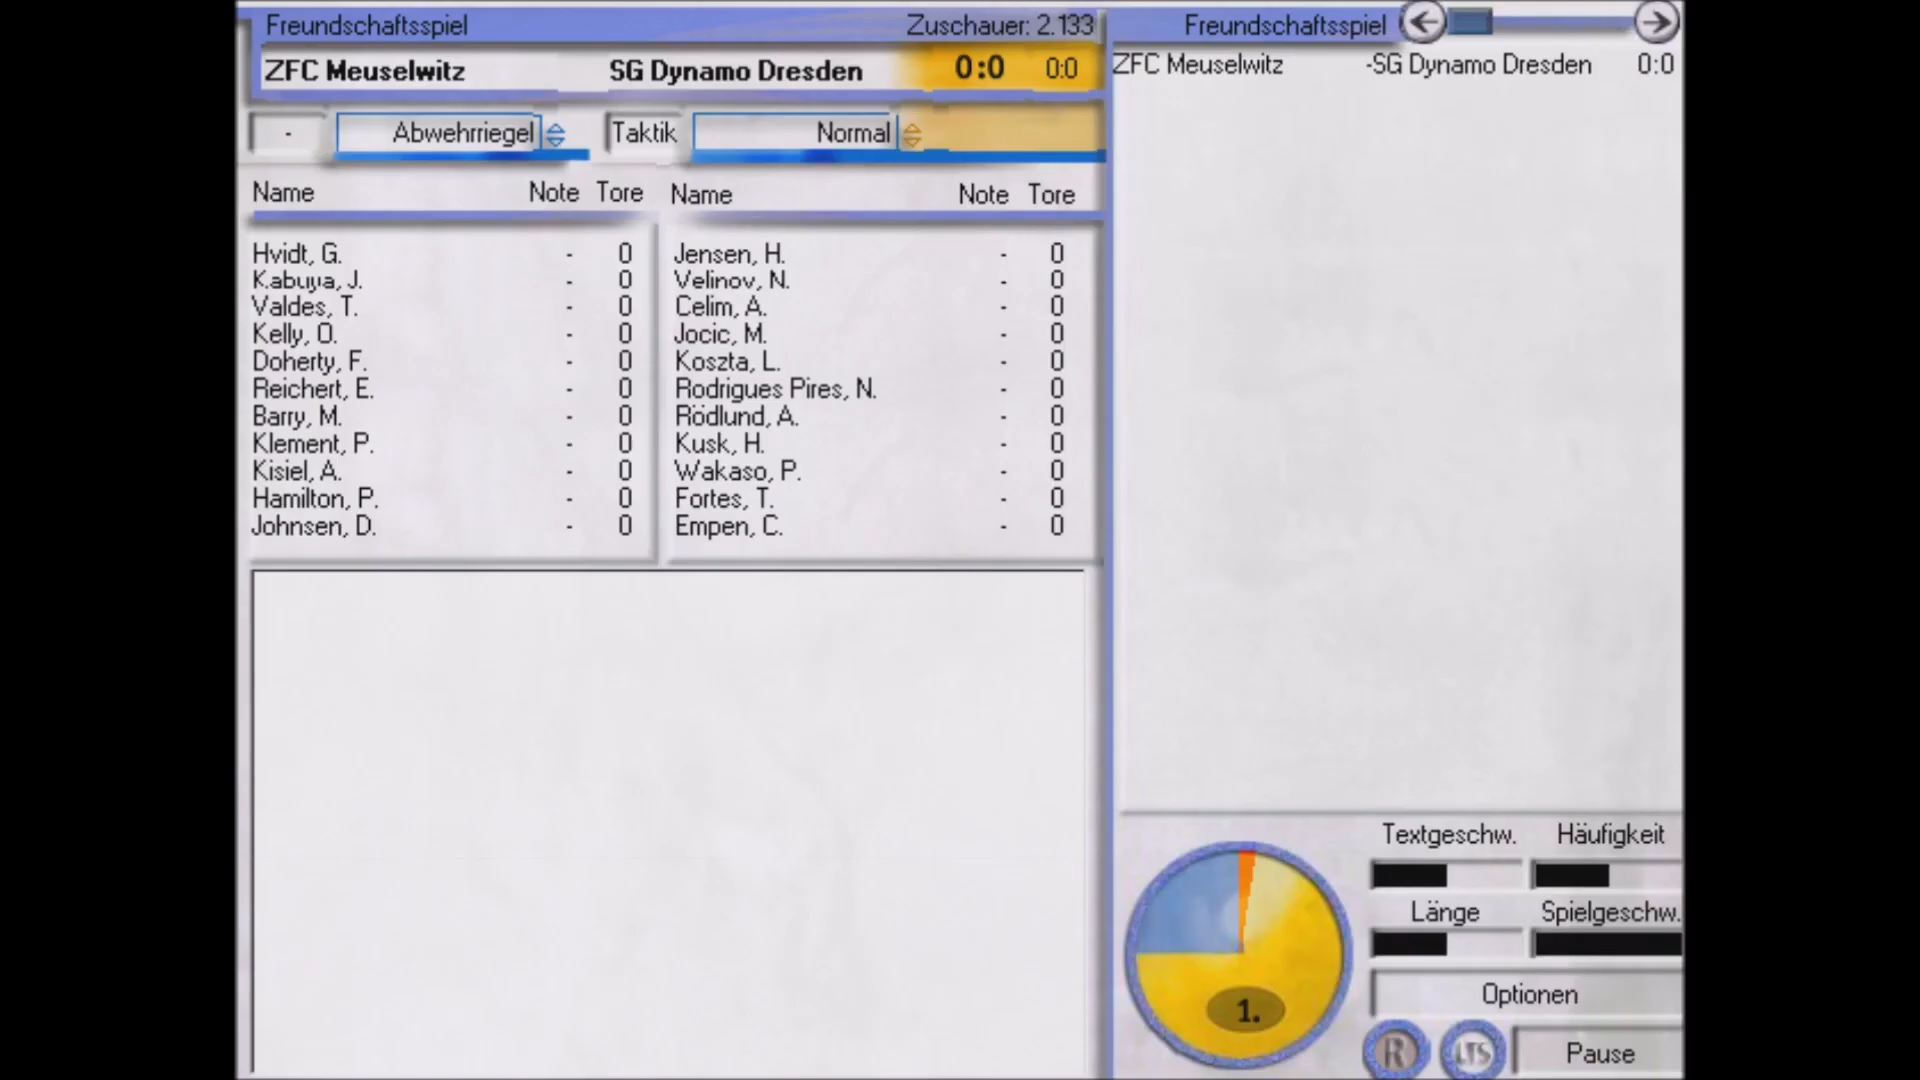 Freundschaftsspiel Zuschauer: 2.133
ZFC Meuselwitz SG Dynamo Dresden 0:0 0:0
- Abwehrriegel Taktik Normal
Name Note Tore Name Note Tore
Hvidt, G. - 0 Jensen, H. - 0
Kabuya, J. - 0 Velinov, N. - 0
Valdes, T. - 0 Celim, A. - 0
Kelly, O. - 0 Jocic, M. - 0
Doherty, F. - 0 Koszta, L. - 0
Reichert, E. - 0 Rodrigues Pires, N. - 0
Barry, M. - 0 Rödlund, A. - 0
Klement, P. - 0 Kusk, H. - 0
Kisiel, A. - 0 Wakaso, P. - 0
Hamilton, P. - 0 Fortes, T. - 0
Johnsen, D. - 0 Empen, C. - 0
Freundschaftsspiel
ZFC Meuselwitz -SG Dynamo Dresden 0:0
Textgeschw. Häufigkeit
Länge Spielgeschw.
1.
Optionen
R LTS Pause